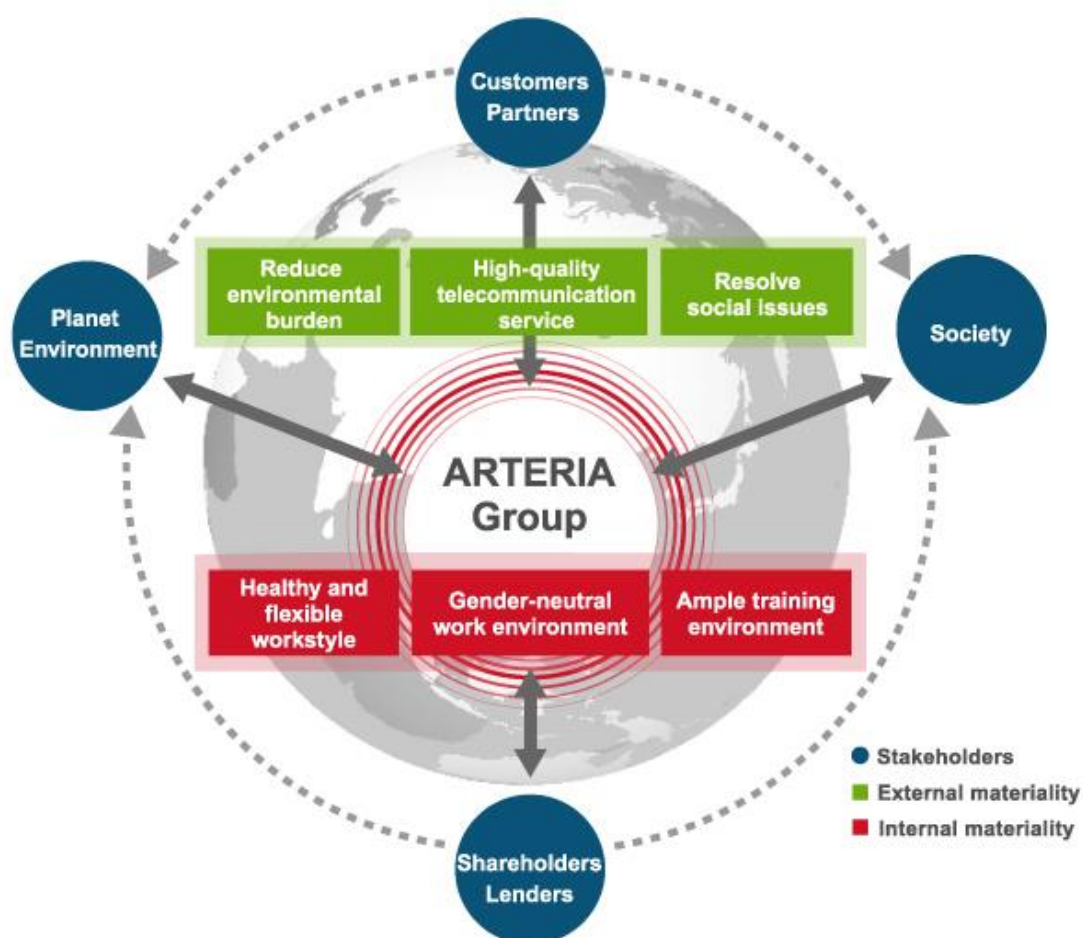 Customers
Partners
Reduce
environmental
burden
High-quality
telecommunication
service
Resolve
social issues
Planet
Environment
Society
ARTERIA
Group
Healthy and
flexible
workstyle
Gender-neutral
work environment
Ample training
environment
Stakeholders
External materiality
Internal materiality
Shareholders
Lenders